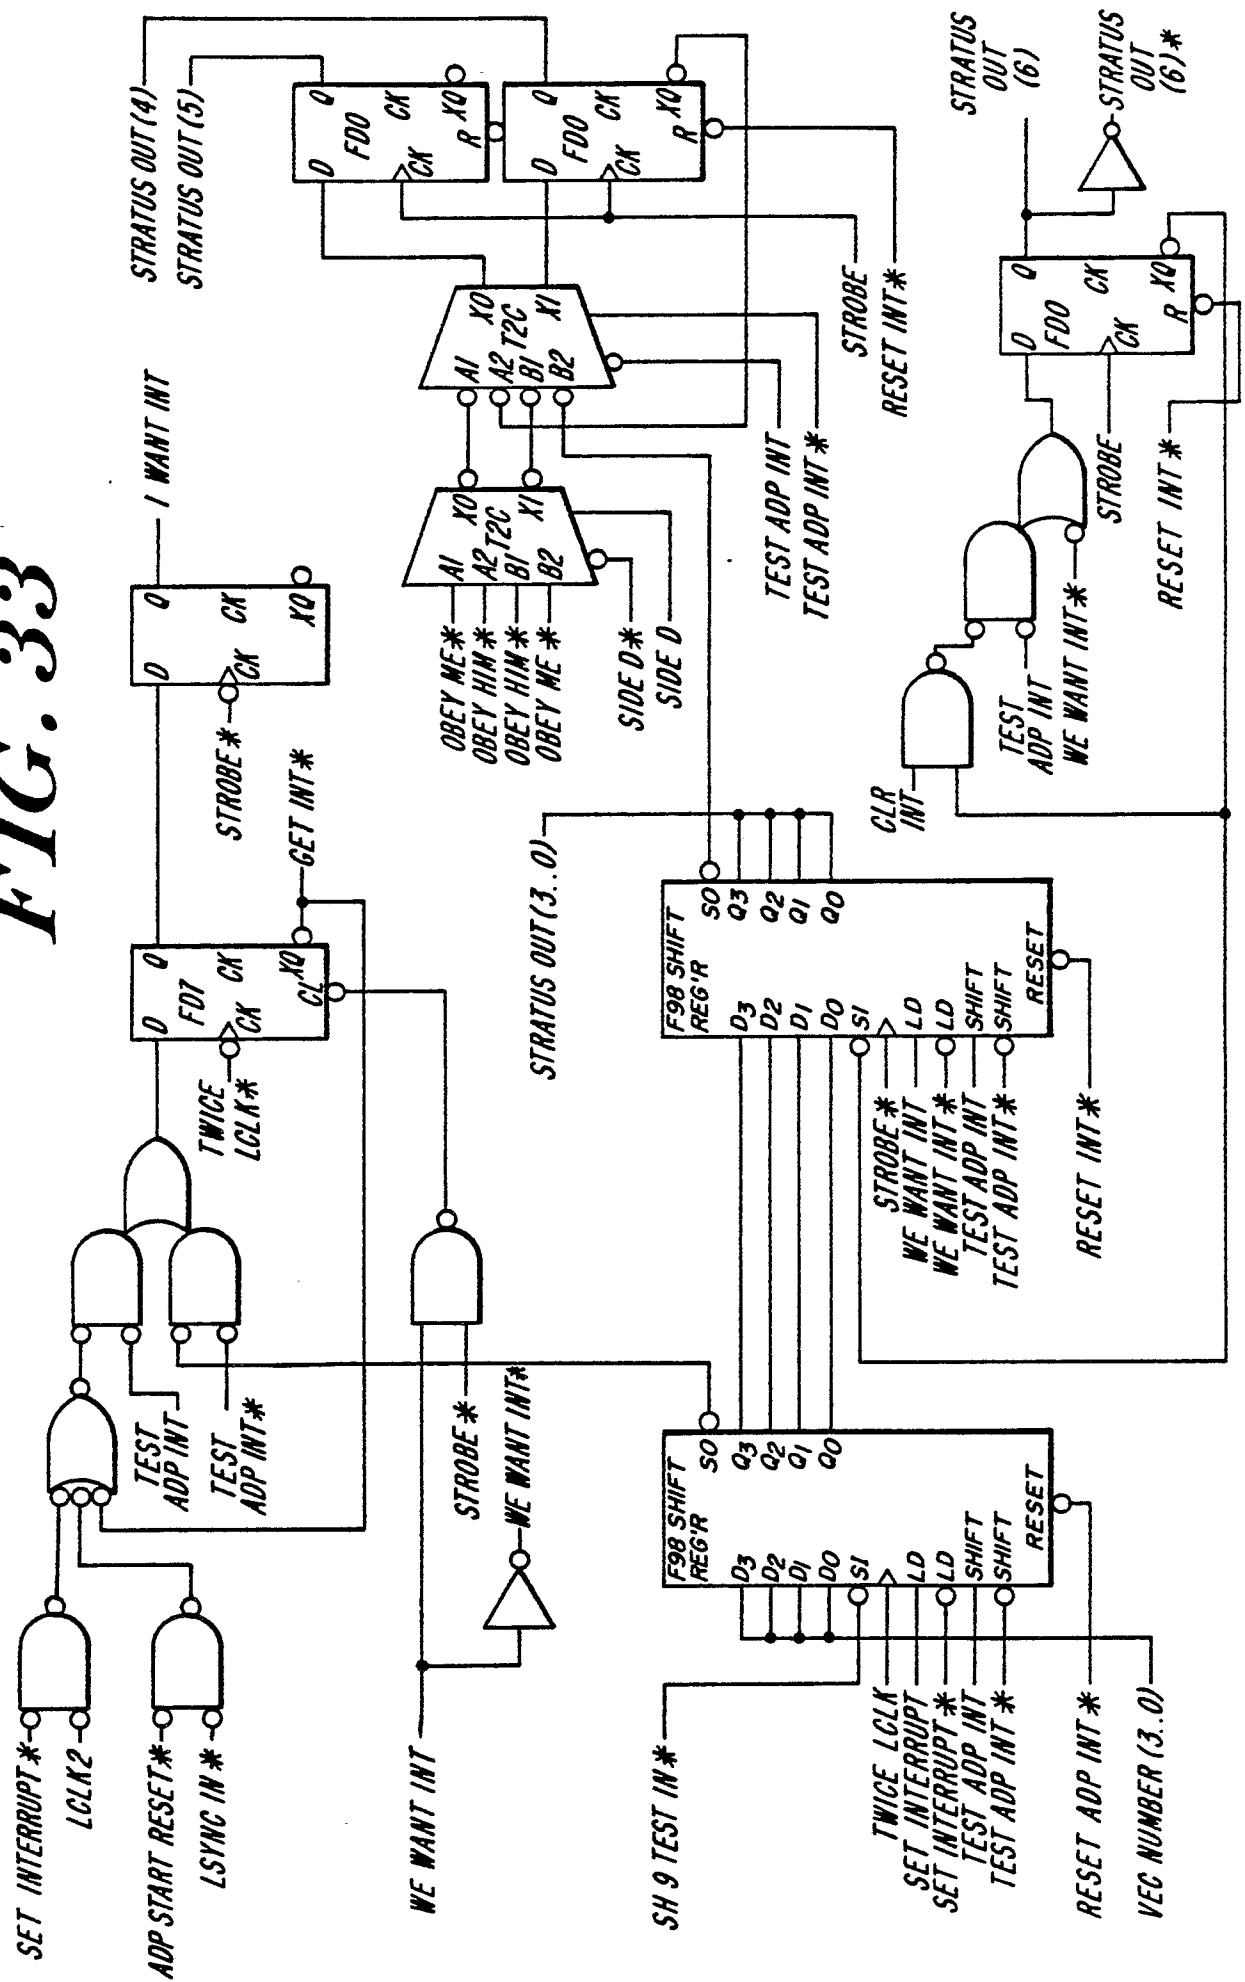 FIG. 33
SET INTERRUPT*
LCLK2
ADP START RESET*
LSYNC IN*
TEST
ADP INT
TEST
ADP INT*
D
Q
FD7
CK
CK
XQ
CL
TWICE
LCLK*
GET INT*
STROBE*
D
Q
CK
CK
XQ
I WANT INT
WE WANT INT
STROBE*
WE WANT INT*
STRATUS OUT(4)
STRATUS OUT(5)
OBEY ME*
OBEY HIM*
OBEY HIM*
OBEY ME*
A1
A2
B1
B2
X0
T2C
X1
SIDE D*
SIDE D
A1
A2
B1
B2
X0
T2C
X1
TEST ADP INT
TEST ADP INT*
D
Q
FD0
CK
CK
XQ
R
D
Q
FD0
CK
CK
XQ
R
STROBE
RESET INT*
SH 9 TEST IN*
TWICE LCLK
SET INTERRUPT
SET INTERRUPT*
TEST ADP INT
TEST ADP INT*
RESET ADP INT*
VEC NUMBER (3..0)
F98 SHIFT
REG'R
D3
D2
D1
D0
SI
LD
LD
SHIFT
SHIFT
RESET
SO
Q3
Q2
Q1
Q0
STRATUS OUT(3..0)
F98 SHIFT
REG'R
D3
D2
D1
D0
SI
LD
LD
SHIFT
SHIFT
RESET
SO
Q3
Q2
Q1
Q0
STROBE*
WE WANT INT
WE WANT INT*
TEST ADP INT
TEST ADP INT*
RESET INT*
CLR
INT
TEST
ADP INT
WE WANT INT*
STROBE
RESET INT*
D
Q
FD0
CK
CK
XQ
R
STRATUS
OUT
(6)
STRATUS
OUT
(6)*